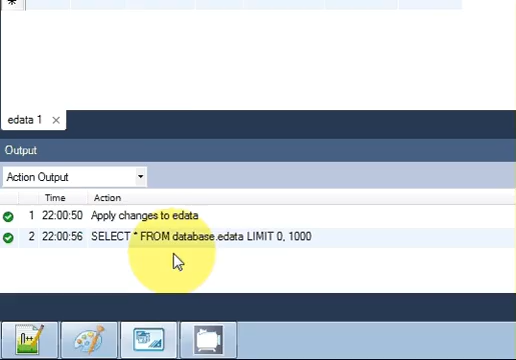 *
edata 1 ×
Output
Action Output
Time Action
1 22:00:50 Apply changes to edata
2 22:00:56 SELECT * FROM database.edata LIMIT 0, 1000
n++